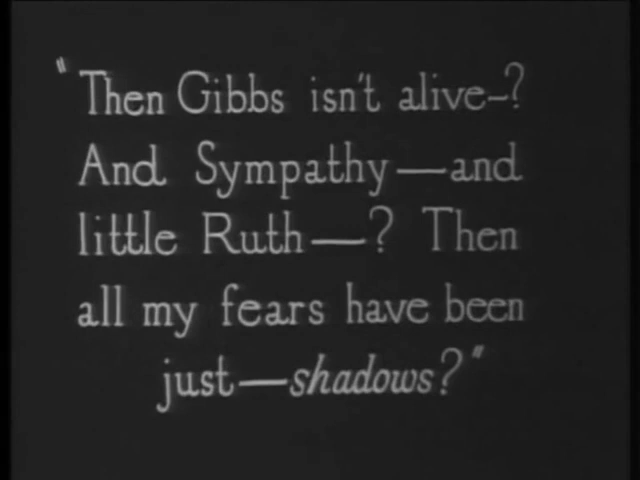 "Then Gibbs isn't alive—?
And Sympathy—and
little Ruth—? Then
all my fears have been
just—shadows?"